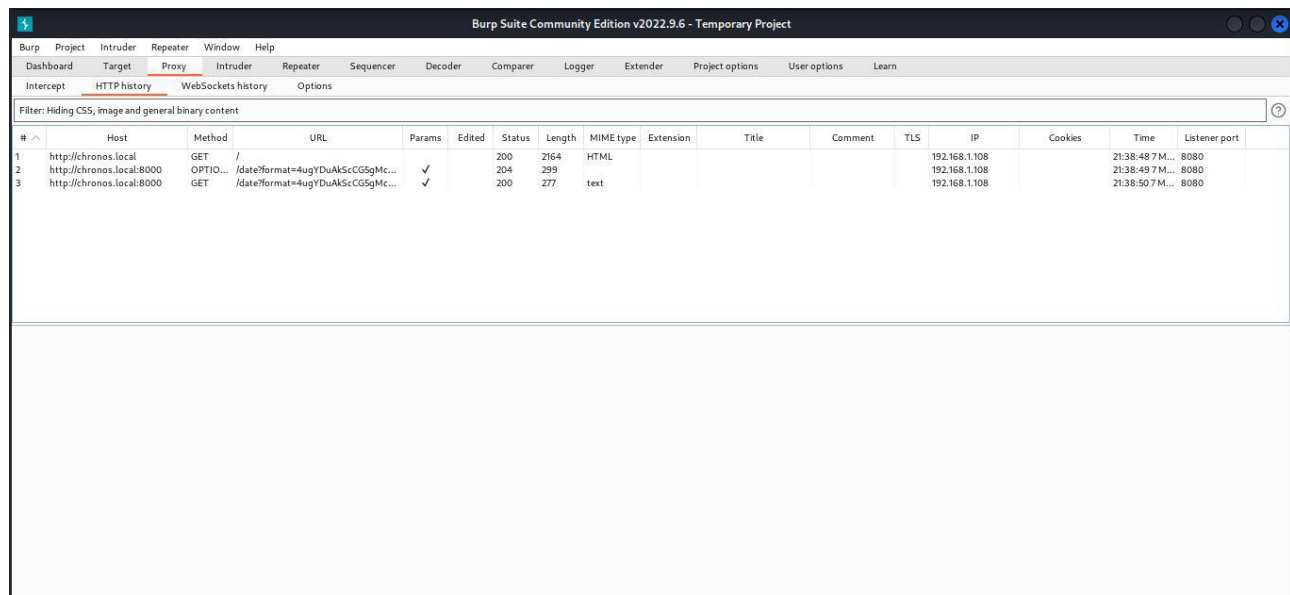 Burp Suite Community Edition v2022.9.6 - Temporary Project
Burp Project Intruder Repeater Window Help
Dashboard Target Proxy Intruder Repeater Sequencer Decoder Comparer Logger Extender Project options User options Learn
Intercept HTTP history WebSockets history Options
Filter: Hiding CSS, image and general binary content
# Host Method URL Params Edited Status Length MIME type Extension Title Comment TLS IP Cookies Time Listener port
1 http://chronos.local GET / 200 2164 HTML 192.168.1.108 21:38:48 7 M... 8080
2 http://chronos.local:8000 OPTIO... /date?format=4ugYDuAkScCG5gMc... ✓ 204 299 192.168.1.108 21:38:49 7 M... 8080
3 http://chronos.local:8000 GET /date?format=4ugYDuAkScCG5gMc... ✓ 200 277 text 192.168.1.108 21:38:50 7 M... 8080